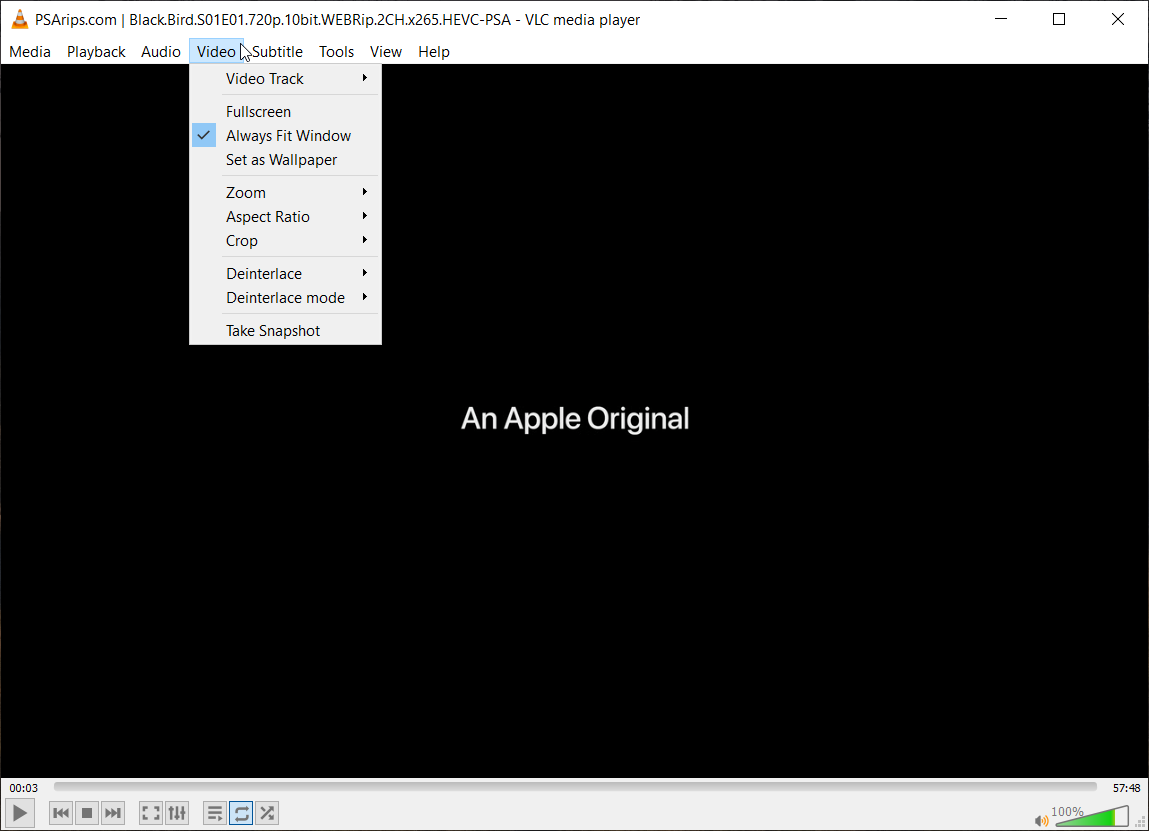 PSArips.com | Black.Bird.S01E01.720p.10bit.WEBRip.2CH.x265.HEVC-PSA - VLC media player
Media Playback Audio Video Subtitle Tools View Help
Video Track
Fullscreen
Always Fit Window
Set as Wallpaper
Zoom
Aspect Ratio
Crop
Deinterlace
Deinterlace mode
Take Snapshot
An Apple Original
00:03 57:48
100%